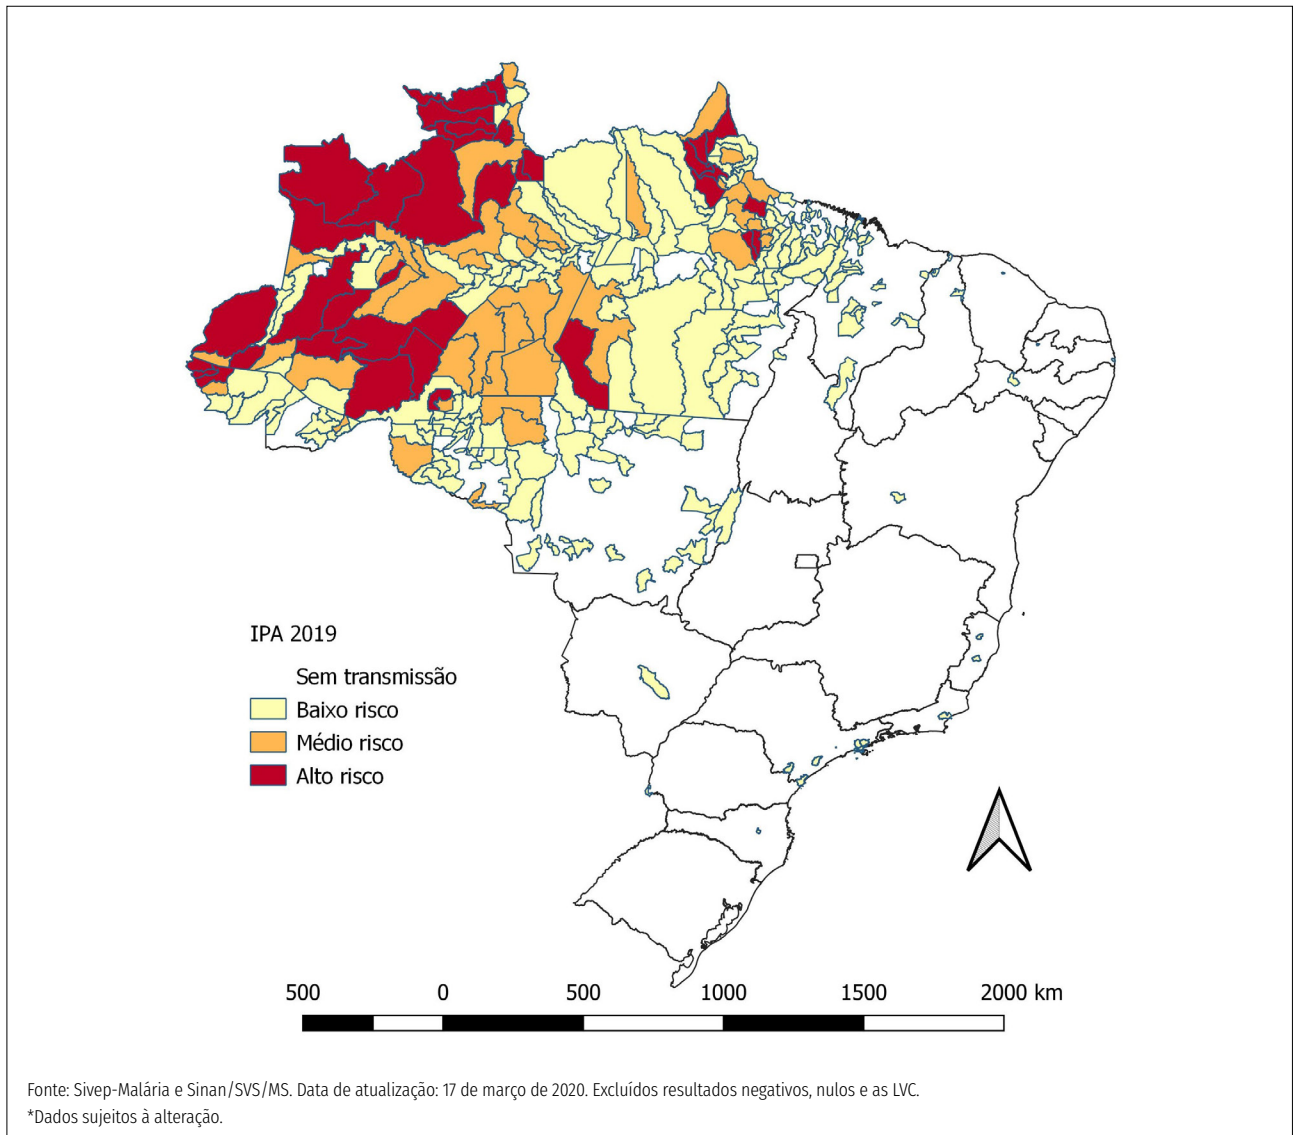 IPA 2019
Sem transmissão
Baixo risco
Médio risco
Alto risco
500 0 500 1000 1500 2000 km
Fonte: Sivep-Malária e Sinan/SVS/MS. Data de atualização: 17 de março de 2020. Excluídos resultados negativos, nulos e as LVC.
*Dados sujeitos à alteração.